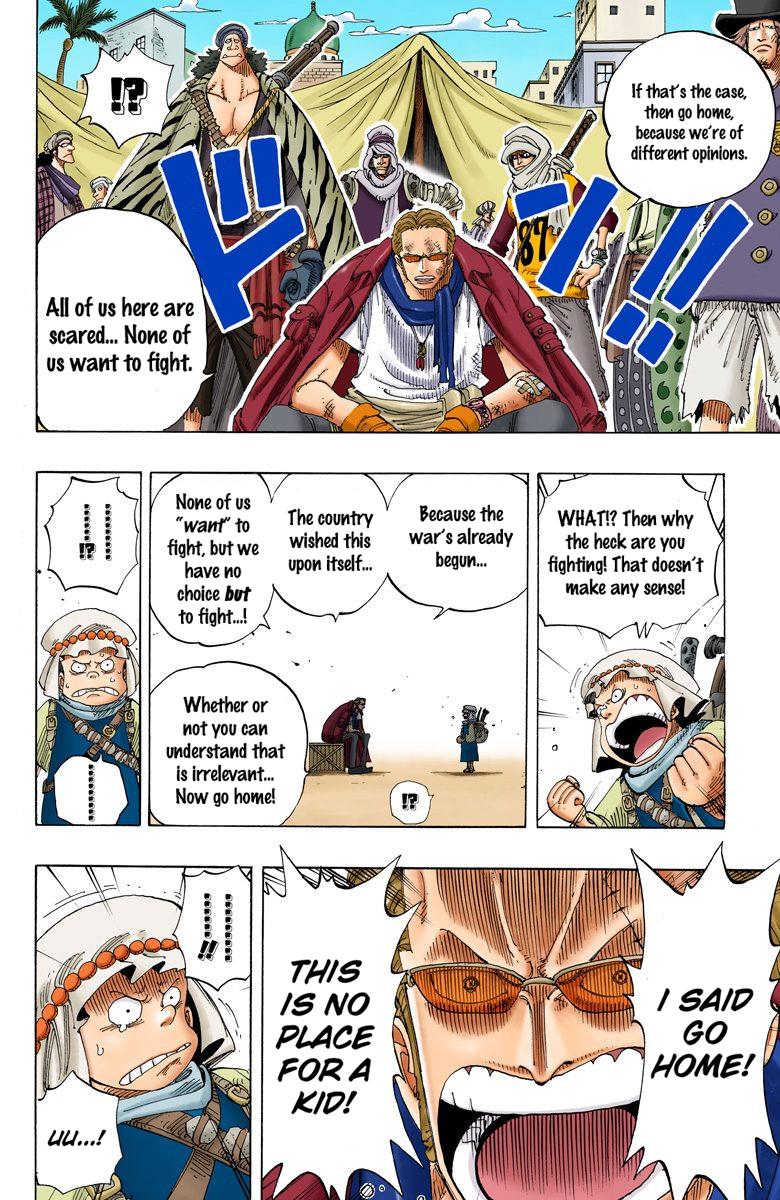 If that's the case,
then go home,
because we're of
different opinions.
ドン!!
87
!?
All of us here are
scared... None of
us want to fight.
WHAT!? Then why
the heck are you
fighting! That doesn't
make any sense!
Because the
war's already
begun...
The country
wished this
upon itself...
None of us
"want" to
fight, but we
have no
choice but
to fight...!
Whether or
not you can
understand that
is irrelevant...
Now go home!
!?
!?
I SAID
GO
HOME!
THIS
IS NO
PLACE
FOR A
KID!
!!
UU...!